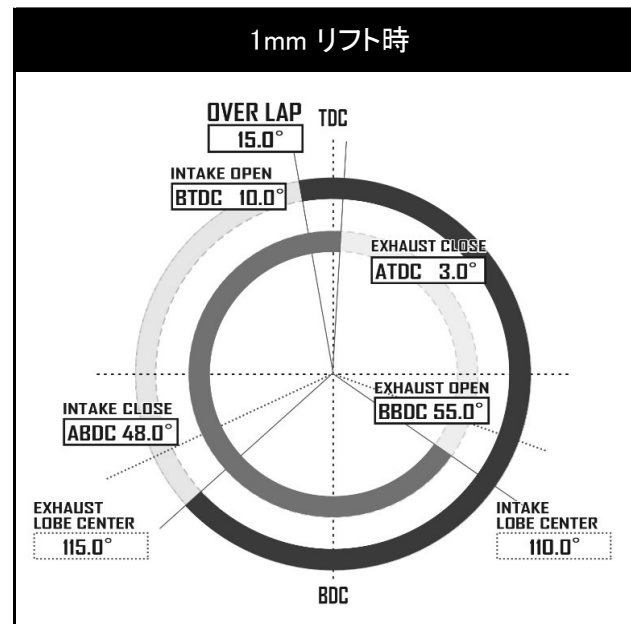 1mm リフト時
OVER LAP
15.0°
TDC
INTAKE OPEN
BTDC 10.0°
EXHAUST CLOSE
ATDC 3.0°
EXHAUST OPEN
BBDC 55.0°
INTAKE CLOSE
ABDC 48.0°
EXHAUST
LOBE CENTER
115.0°
INTAKE
LOBE CENTER
110.0°
BDC